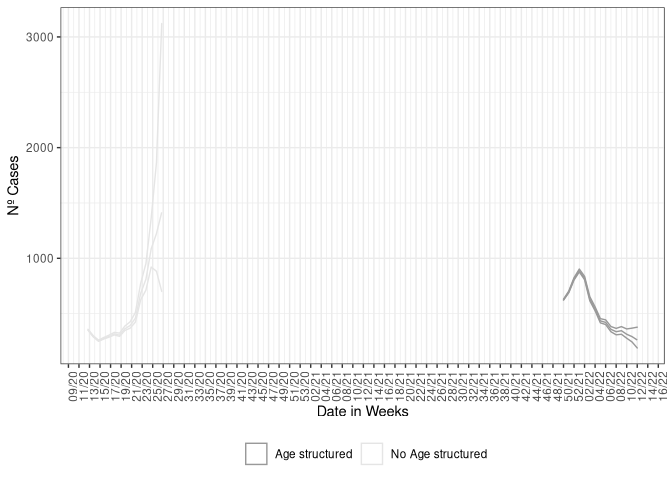 3000
2000
1000
Nº Cases
09/20 11/20 13/20 15/20 17/20 19/20 21/20 23/20 25/20 27/20 29/20 31/20 33/20 35/20 37/20 39/20 41/20 43/20 45/20 47/20 49/20 51/20 53/20 02/21 04/21 06/21 08/21 10/21 12/21 14/21 16/21 18/21 20/21 22/21 24/21 26/21 28/21 30/21 32/21 34/21 36/21 38/21 40/21 42/21 44/21 46/21 48/21 50/21 52/21 02/22 04/22 06/22 08/22 10/22 12/22 14/22 16/22
Date in Weeks
Age structured No Age structured